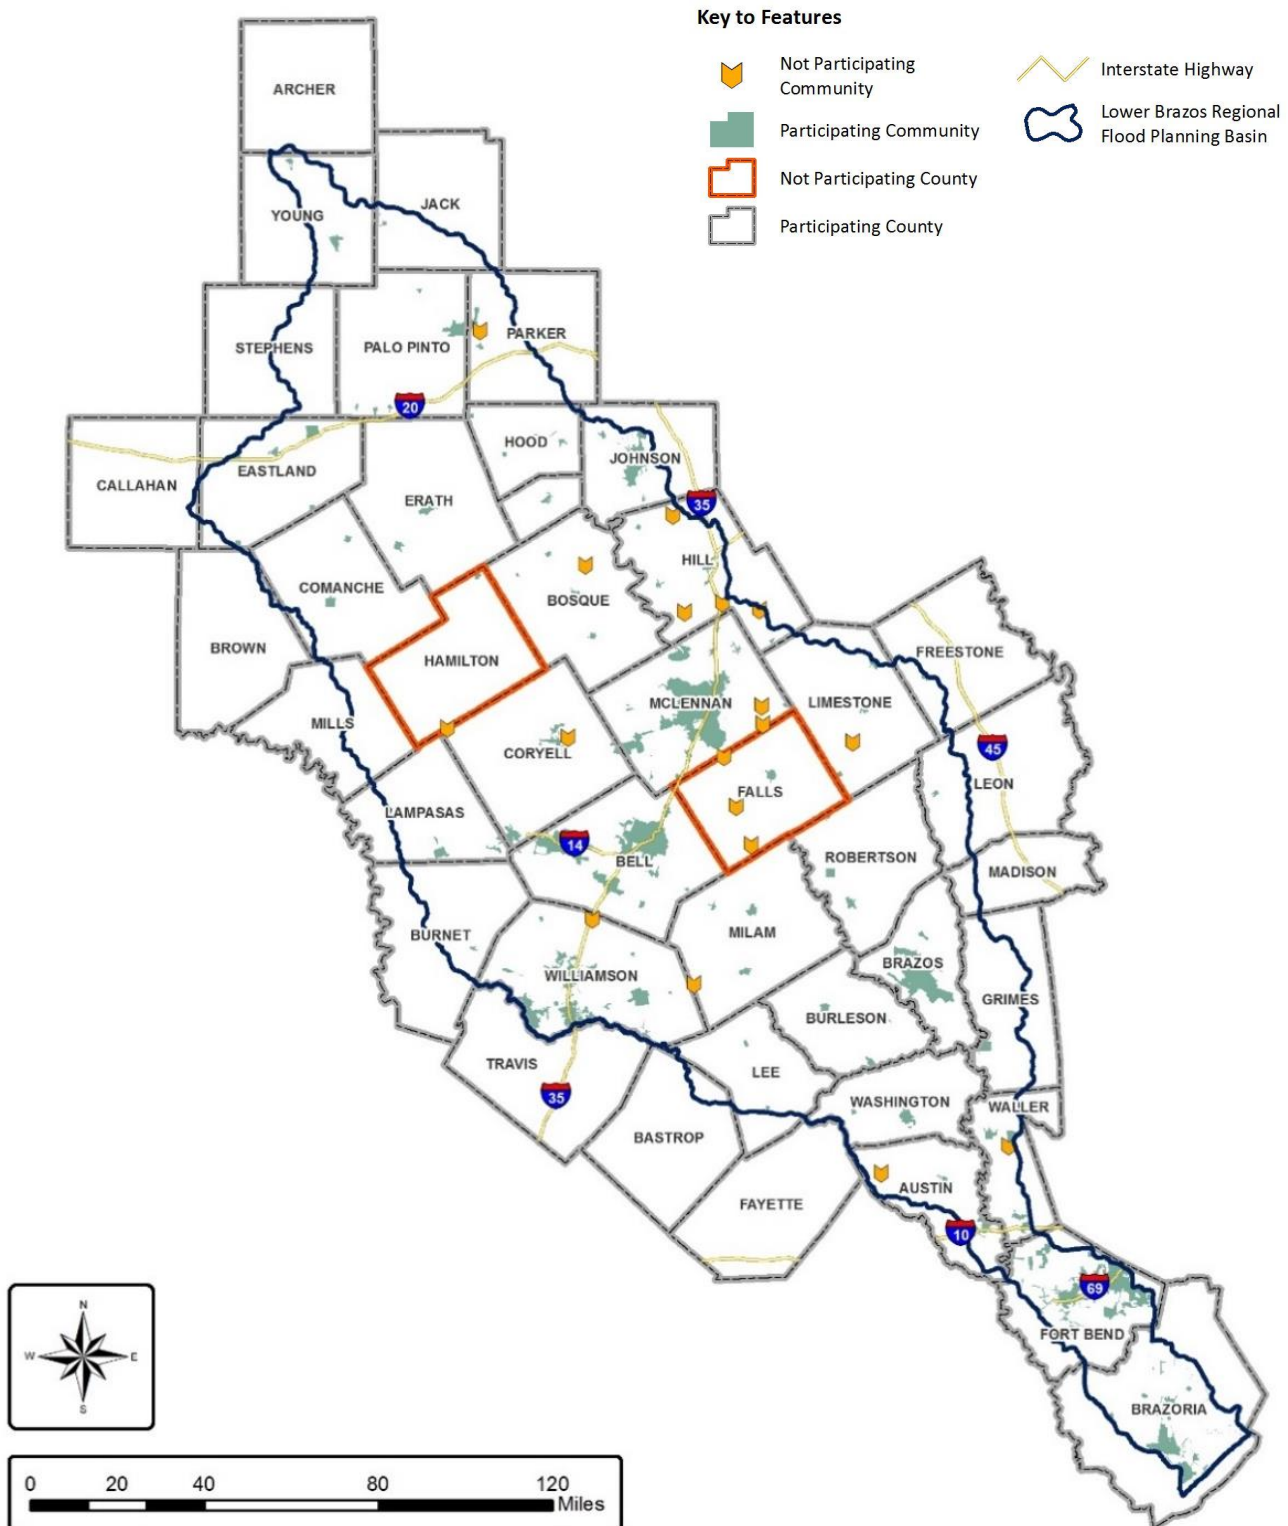 Key to Features
Not Participating
Community
Participating Community
Not Participating County
Participating County
Interstate Highway
Lower Brazos Regional
Flood Planning Basin
ARCHER
JACK
YOUNG
PARKER
STEPHENS
PALO PINTO
20
HOOD
JOHNSON
EASTLAND
CALLAHAN
ERATH
35
HILL
COMANCHE
BOSQUE
BROWN
HAMILTON
FREESTONE
MCLENNAN
LIMESTONE
MILLS
CORYELL
45
LEON
FALLS
LAMPASAS
14
BELL
ROBERTSON
MADISON
BURNET
MILAM
BRAZOS
WILLIAMSON
GRIMES
BURLESON
TRAVIS
LEE
35
WASHINGTON
WALLER
BASTROP
AUSTIN
FAYETTE
10
69
FORT BEND
BRAZORIA
N
W
E
S
0 20 40 80 120
Miles